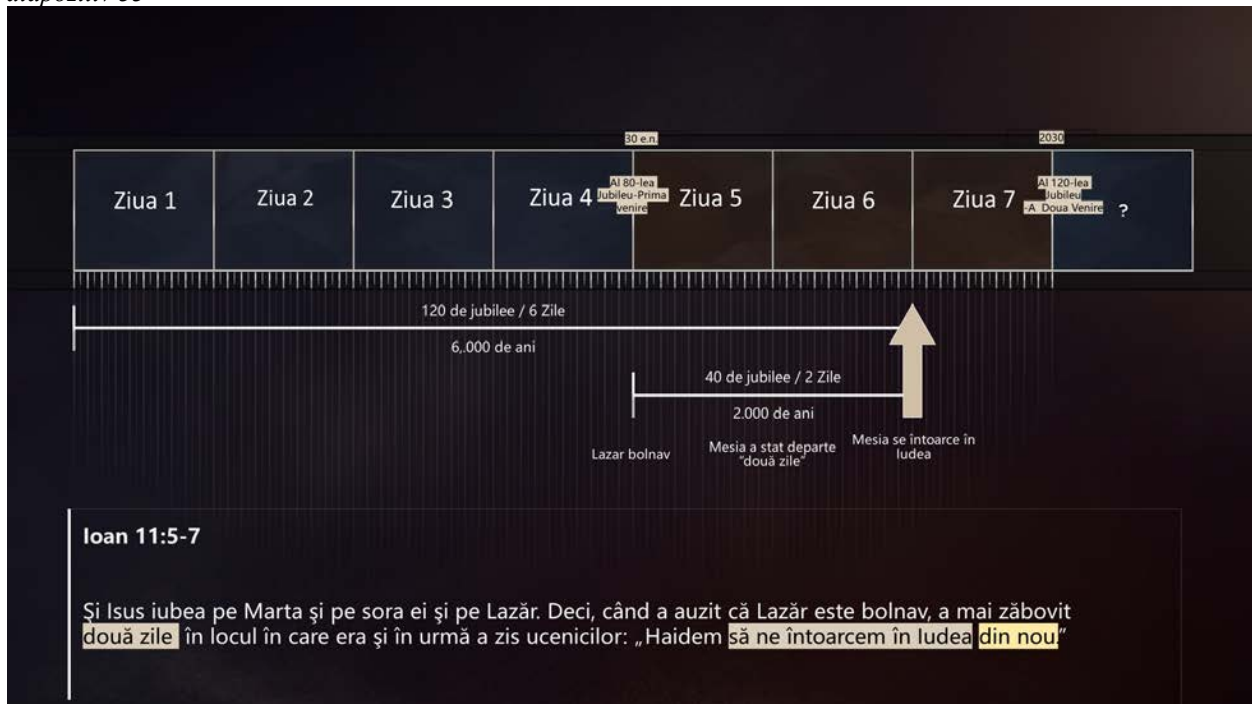 30 e.n.
2030
Ziua 1
Ziua 2
Ziua 3
Ziua 4
Al 80-lea
Jubileu-Prima
venire
Ziua 5
Ziua 6
Ziua 7
Al 120-lea
Jubileu
-A Doua Venire
?
120 de jubilee / 6 Zile
6,.000 de ani
40 de jubilee / 2 Zile
2.000 de ani
Lazar bolnav
Mesia a stat departe
"două zile"
Mesia se întoarce în
Iudea
Ioan 11:5-7
Şi Isus iubea pe Marta şi pe sora ei şi pe Lazăr. Deci, când a auzit că Lazăr este bolnav, a mai zăbovit
două zile în locul în care era şi în urmă a zis ucenicilor: „Haidem să ne întoarcem în Iudea din nou."